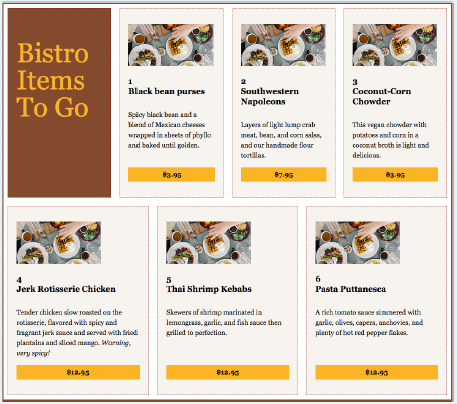 Bistro
Items
To Go
1
Black bean purses
Spicy black bean and a
blend of Mexican cheeses
wrapped in sheets of phyllo
and baked until golden.
$3.95
2
Southwestern
Napoleons
Layers of light lump crab
meat, bean, and corn salsa,
and our handmade flour
tortillas.
$7.95
3
Coconut-Corn
Chowder
This vegan chowder with
potatoes and corn in a
coconut broth is light and
delicious.
$3.95
4
Jerk Rotisserie Chicken
Tender chicken slow roasted on the
rotisserie, flavored with spicy and
fragrant jerk sauce and served with fried
plantains and sliced mango. Warning,
very spicy!
$12.95
5
Thai Shrimp Kebabs
Skewers of shrimp marinated in
lemongrass, garlic, and fish sauce then
grilled to perfection.
$12.95
6
Pasta Puttanesca
A rich tomato sauce simmered with
garlic, olives, capers, anchovies, and
plenty of hot red pepper flakes.
$12.95